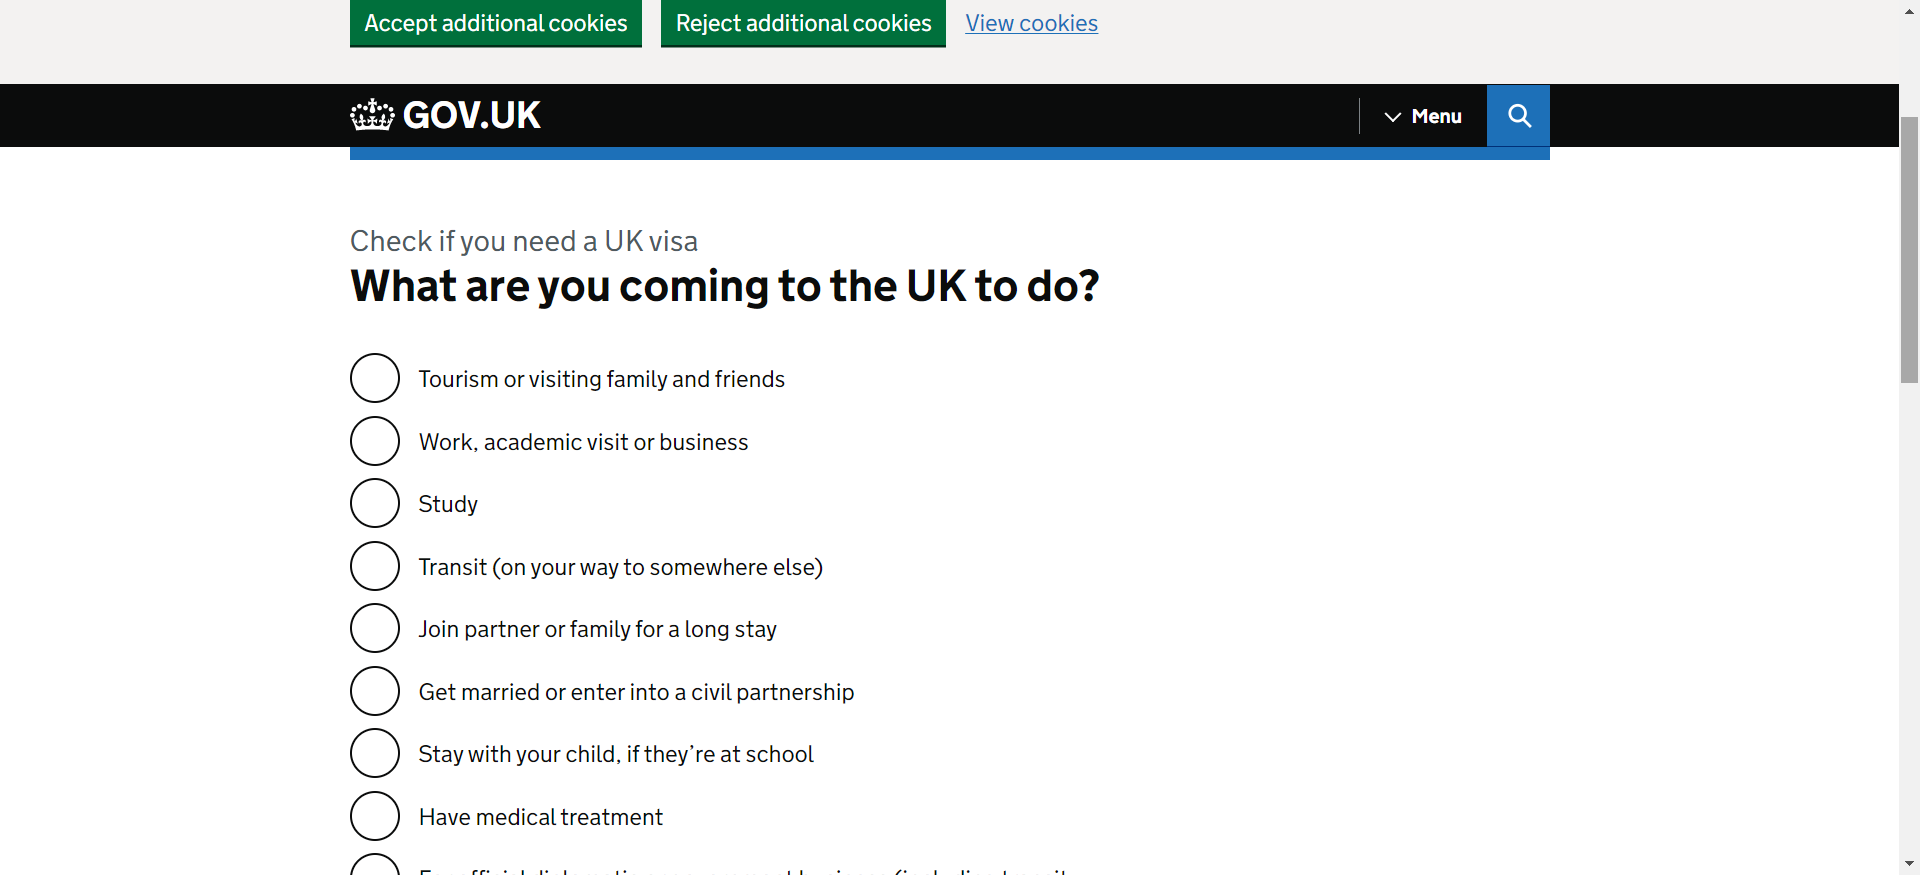 Accept additional cookies Reject additional cookies View cookies
GOV.UK Menu
Check if you need a UK visa
What are you coming to the UK to do?
Tourism or visiting family and friends
Work, academic visit or business
Study
Transit (on your way to somewhere else)
Join partner or family for a long stay
Get married or enter into a civil partnership
Stay with your child, if they’re at school
Have medical treatment